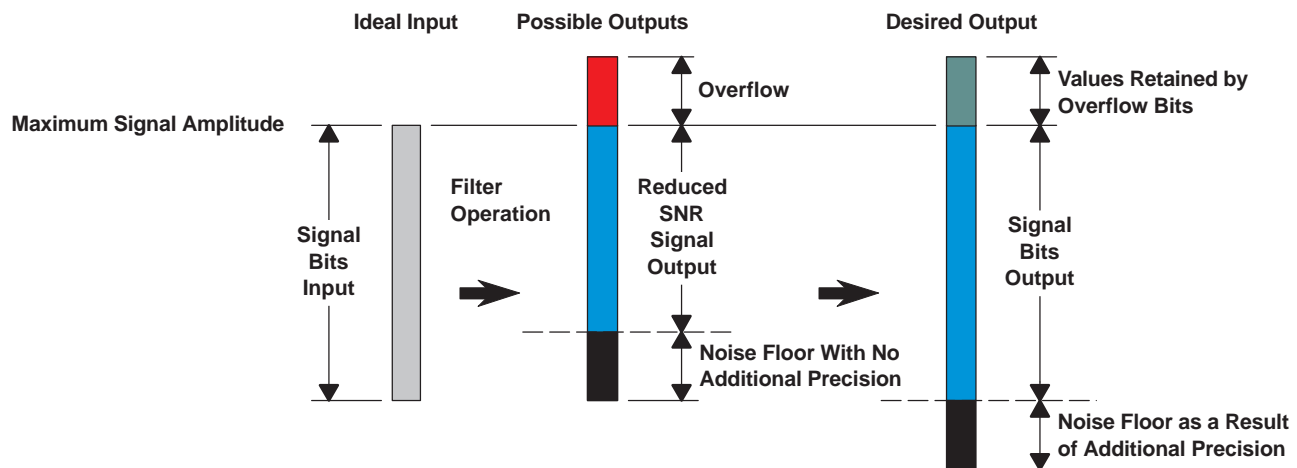 Ideal Input
Possible Outputs
Desired Output
Overflow
Values Retained by
Overflow Bits
Maximum Signal Amplitude
Filter
Operation
Reduced
SNR
Signal
Output
Signal
Bits
Input
Signal
Bits
Output
Noise Floor With No
Additional Precision
Noise Floor as a Result
of Additional Precision